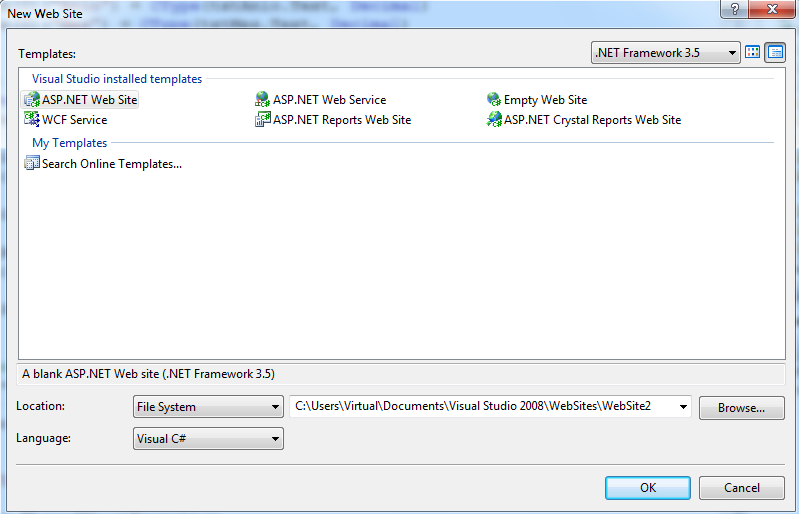 New Web Site
Templates:
.NET Framework 3.5
Visual Studio installed templates
ASP.NET Web Site
ASP.NET Web Service
Empty Web Site
WCF Service
ASP.NET Reports Web Site
ASP.NET Crystal Reports Web Site
My Templates
Search Online Templates...
A blank ASP.NET Web site (.NET Framework 3.5)
Location:
File System
C:\Users\Virtual\Documents\Visual Studio 2008\WebSites\WebSite2
Browse...
Language:
Visual C#
OK
Cancel